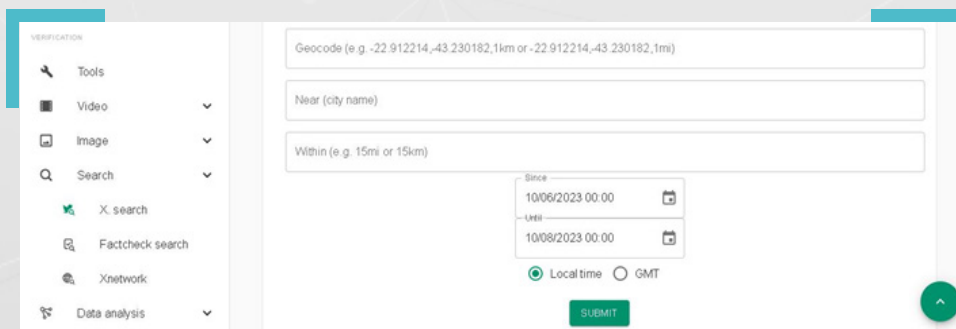 VERIFICATION
Tools
Video
Image
Search
X. search
Factcheck search
Xnetwork
Data analysis
Geocode (e.g. -22.912214,-43.230182,1km or -22.912214,-43.230182,1mi)
Near (city name)
Within (e.g. 15mi or 15km)
Since
10/06/2023 00:00
Until
10/08/2023 00:00
Local time GMT
SUBMIT